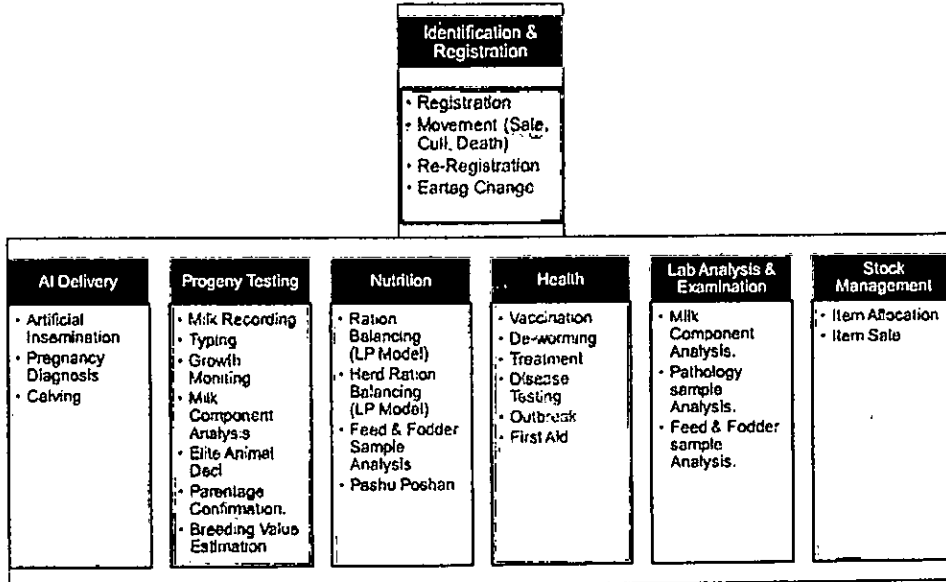 Identification &
Registration
• Registration
• Movement (Sale,
Cull, Death)
• Re-Registration
• Eartag Change
AI Delivery
• Artificial
Insemination
• Pregnancy
Diagnosis
• Calving
Progeny Testing
• Milk Recording
• Typing
• Growth
Moniting
• Milk
Component
Analysis
• Elite Animal
Decl
• Parentage
Confirmation.
• Breeding Value
Estimation
Nutrition
• Ration
Balancing
(LP Model)
• Herd Ration
Balancing
(LP Model)
• Feed & Fodder
Sample
Analysis
• Pashu Poshan
Health
• Vaccination
• De-worming
• Treatment
• Disease
Testing
• Outbreak
• First Aid
Lab Analysis &
Examination
• Milk
Component
Analysis.
• Pathology
sample
Analysis.
• Feed & Fodder
sample
Analysis.
Stock
Management
• Item Allocation
• Item Sale